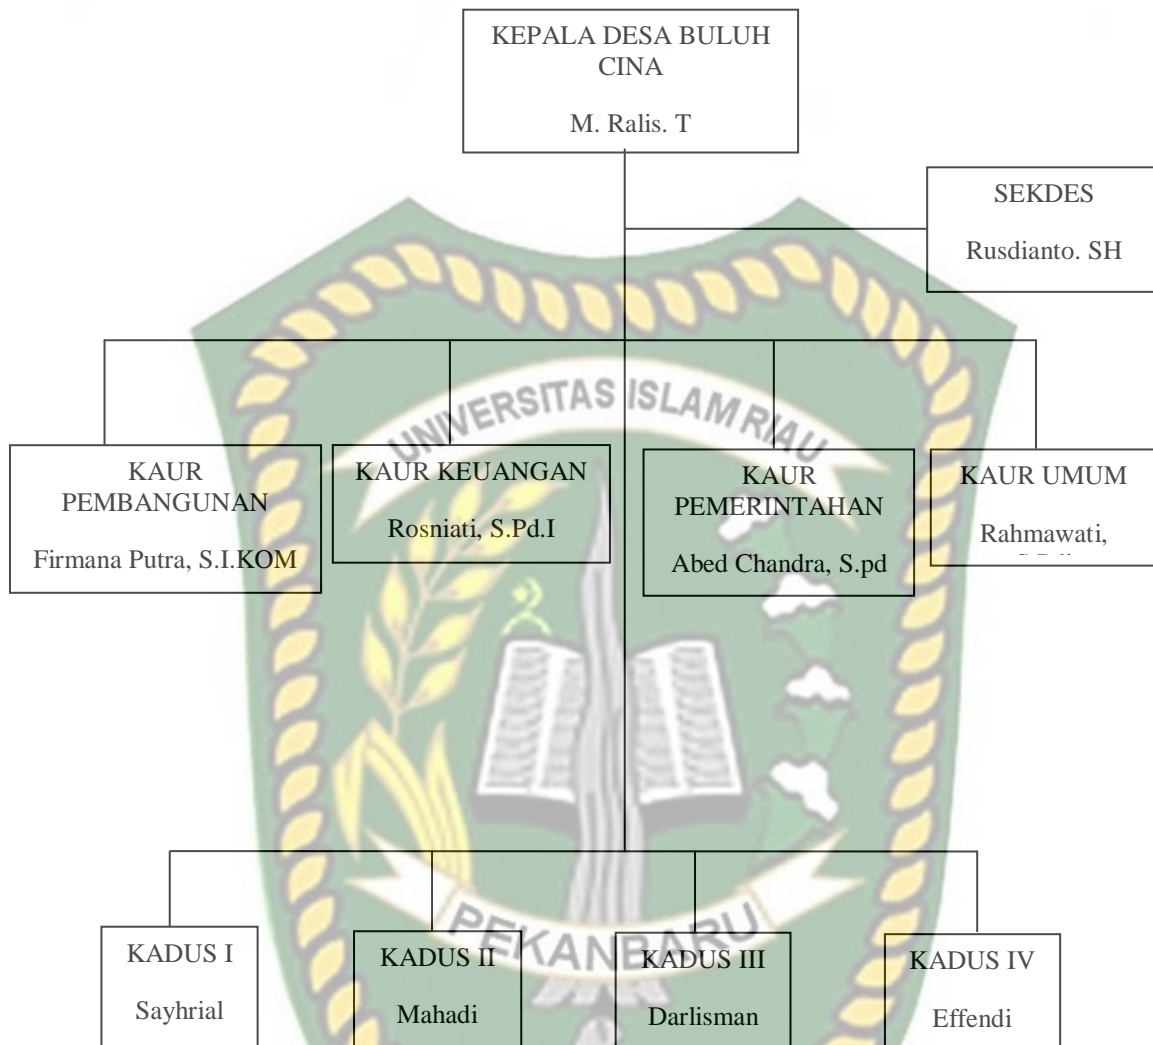 KEPALA DESA BULUH
CINA
M. Ralis. T
SEKDES
Rusdianto. SH
UNIVERSITAS ISLAM RIAU
KAUR
PEMBANGUNAN
Firmana Putra, S.I.KOM
KAUR KEUANGAN
Rosniati, S.Pd.I
KAUR
PEMERINTAHAN
Abed Chandra, S.pd
KAUR UMUM
Rahmawati,
PEKANBARU
KADUS I
Sayhrial
KADUS II
Mahadi
KADUS III
Darlisman
KADUS IV
Effendi